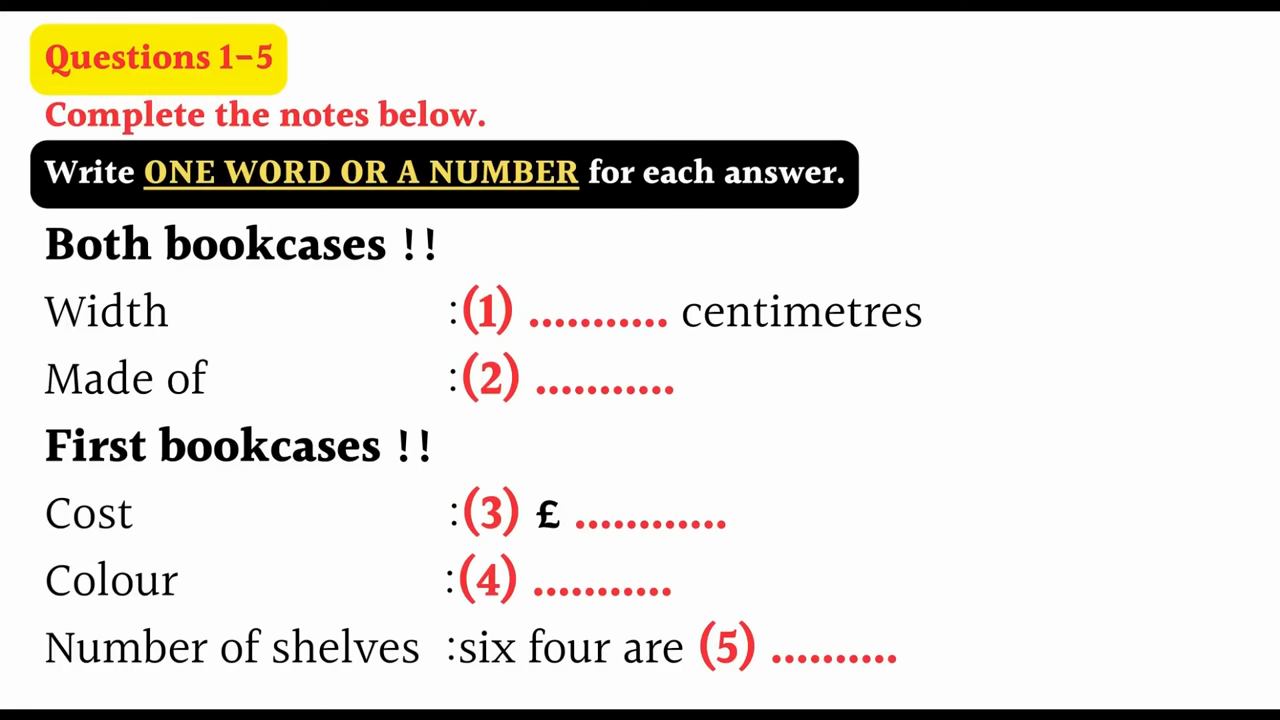 Questions 1–5
Complete the notes below.
Write ONE WORD OR A NUMBER for each answer.
Both bookcases !!
Width :(1) ........... centimetres
Made of :(2) ...........
First bookcases !!
Cost :(3) £ ............
Colour :(4) ...........
Number of shelves :six four are (5) ..........